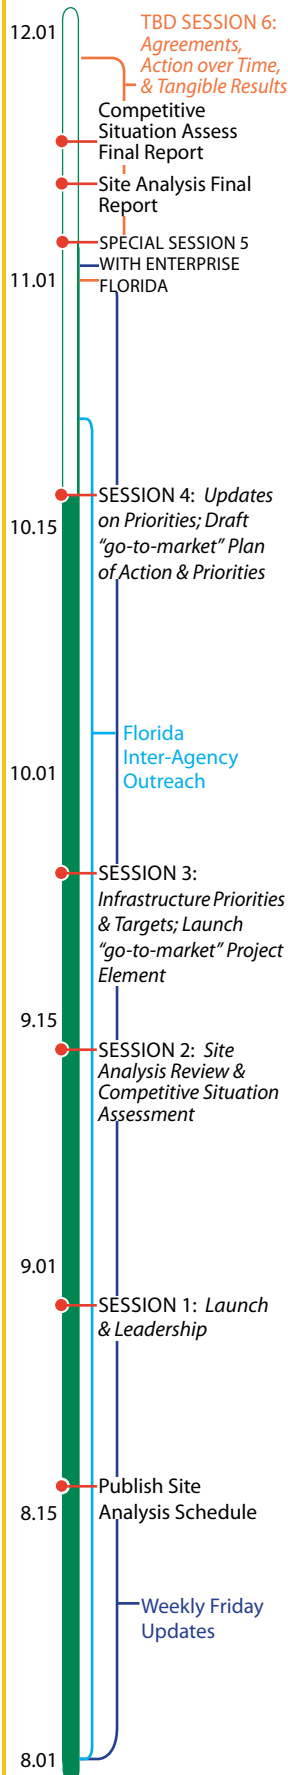 12.01
TBD SESSION 6:
Agreements,
Action over Time,
& Tangible Results
Competitive
Situation Assess
Final Report
Site Analysis Final
Report
SPECIAL SESSION 5
WITH ENTERPRISE
FLORIDA
11.01
SESSION 4: Updates
on Priorities; Draft
“go-to-market” Plan
of Action & Priorities
10.15
Florida
Inter-Agency
Outreach
10.01
SESSION 3:
Infrastructure Priorities
& Targets; Launch
“go-to-market” Project
Element
9.15
SESSION 2: Site
Analysis Review &
Competitive Situation
Assessment
9.01
SESSION 1: Launch
& Leadership
Publish Site
Analysis Schedule
8.15
Weekly Friday
Updates
8.01